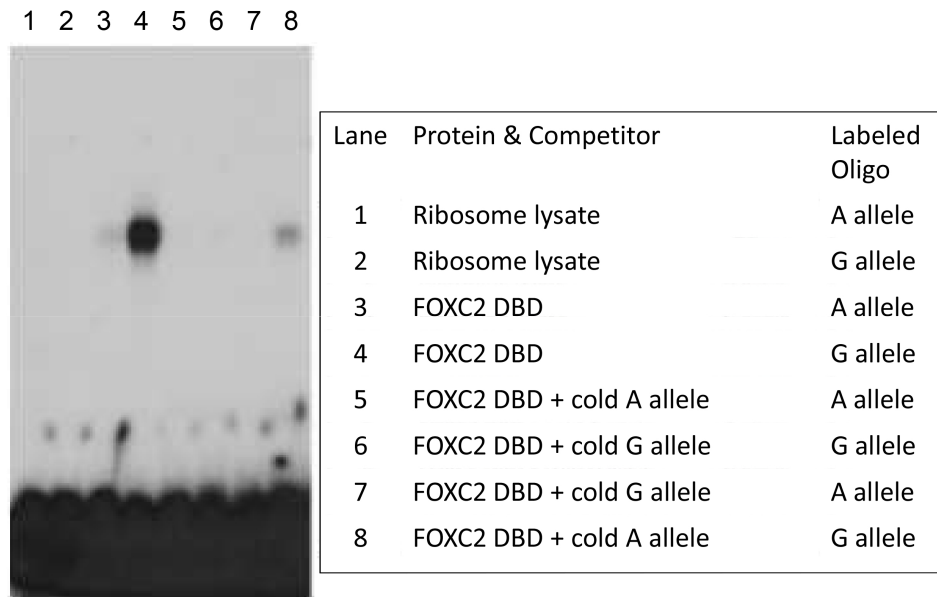 1 2 3 4 5 6 7 8
Lane Protein & Competitor Labeled
Oligo
1 Ribosome lysate A allele
2 Ribosome lysate G allele
3 FOXC2 DBD A allele
4 FOXC2 DBD G allele
5 FOXC2 DBD + cold A allele A allele
6 FOXC2 DBD + cold G allele G allele
7 FOXC2 DBD + cold G allele A allele
8 FOXC2 DBD + cold A allele G allele